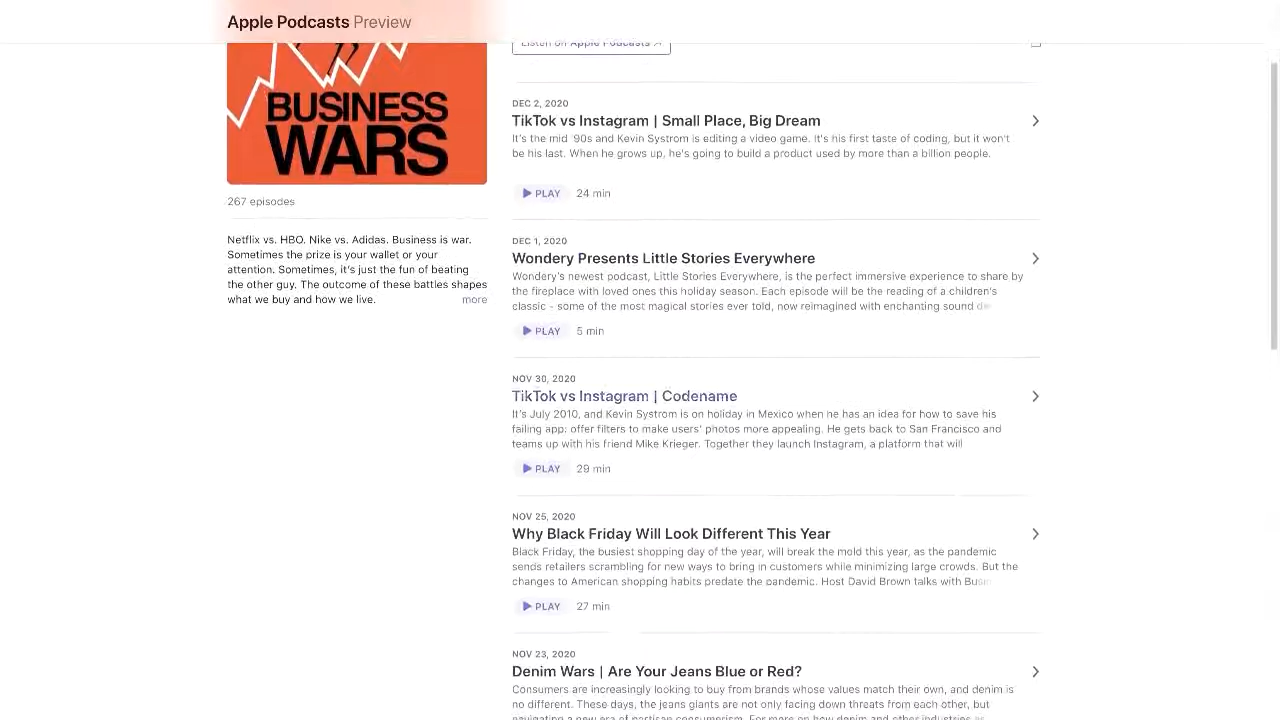 Apple Podcasts Preview
BUSINESS
WARS
267 episodes
Netflix vs. HBO. Nike vs. Adidas. Business is war.
Sometimes the prize is your wallet or your
attention. Sometimes, it's just the fun of beating
the other guy. The outcome of these battles shapes
what we buy and how we live. more
Listen on Apple Podcasts ↗
DEC 2, 2020
TikTok vs Instagram | Small Place, Big Dream
It's the mid '90s and Kevin Systrom is editing a video game. It's his first taste of coding, but it won't
be his last. When he grows up, he's going to build a product used by more than a billion people.
PLAY 24 min
DEC 1, 2020
Wondery Presents Little Stories Everywhere
Wondery's newest podcast, Little Stories Everywhere, is the perfect immersive experience to share by
the fireplace with loved ones this holiday season. Each episode will be the reading of a children's
classic - some of the most magical stories ever told, now reimagined with enchanting sound
PLAY 5 min
NOV 30, 2020
TikTok vs Instagram | Codename
It's July 2010, and Kevin Systrom is on holiday in Mexico when he has an idea for how to save his
failing app: offer filters to make users' photos more appealing. He gets back to San Francisco and
teams up with his friend Mike Krieger. Together they launch Instagram, a platform that will
PLAY 29 min
NOV 25, 2020
Why Black Friday Will Look Different This Year
Black Friday, the busiest shopping day of the year, will break the mold this year, as the pandemic
sends retailers scrambling for new ways to bring in customers while minimizing large crowds. But the
changes to American shopping habits predate the pandemic. Host David Brown talks with
PLAY 27 min
NOV 23, 2020
Denim Wars | Are Your Jeans Blue or Red?
Consumers are increasingly looking to buy from brands whose values match their own, and denim is
no different. These days, the jeans giants are not only facing down threats from each other, but
navigating a new era of partisan consumerism. For more on how denim and other industries